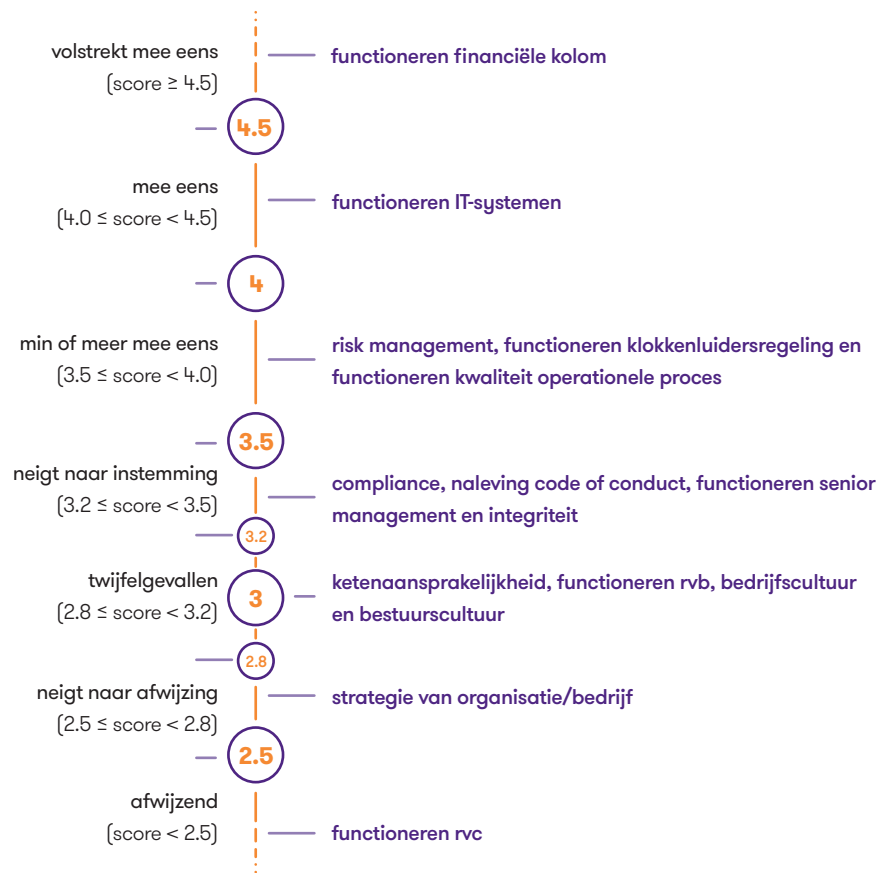 volstrekt mee eens
(score ≥ 4.5)
functioneren financiële kolom
4.5
mee eens
(4.0 ≤ score < 4.5)
functioneren IT-systemen
4
min of meer mee eens
(3.5 ≤ score < 4.0)
risk management, functioneren klokkenluidersregeling en
functioneren kwaliteit operationele proces
3.5
neigt naar instemming
(3.2 ≤ score < 3.5)
compliance, naleving code of conduct, functioneren senior
management en integriteit
3.2
twijfelgevallen
(2.8 ≤ score < 3.2)
3
ketenaansprakelijkheid, functioneren rvb, bedrijfscultuur
en bestuurscultuur
2.8
neigt naar afwijzing
(2.5 ≤ score < 2.8)
strategie van organisatie/bedrijf
2.5
afwijzend
(score < 2.5)
functioneren rvc